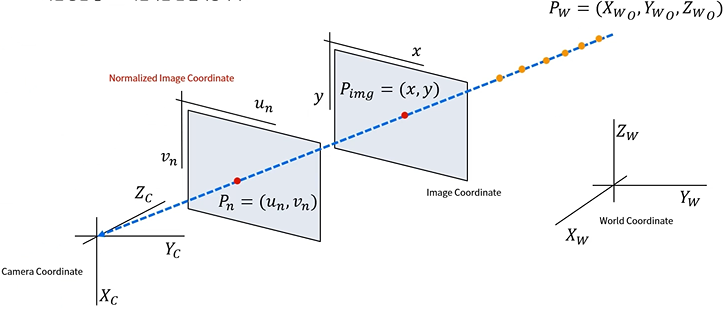 P_W = (X_{W_O}, Y_{W_O}, Z_{W_O})
x
Normalized Image Coordinate
y
P_{img} = (x, y)
u_n
v_n
Z_W
Image Coordinate
Z_C
P_n = (u_n, v_n)
Y_W
World Coordinate
X_W
Y_C
Camera Coordinate
X_C